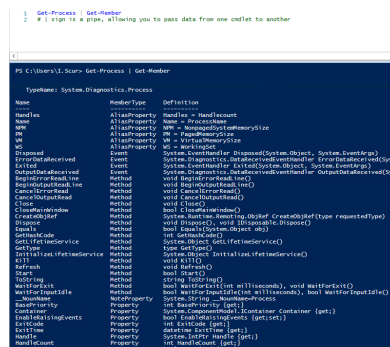 1 Get-Process | Get-Member
2 # | sign is a pipe, allowing you to pass data from one cmdlet to another
PS C:\Users\I.Scur> Get-Process | Get-Member
TypeName: System.Diagnostics.Process
Name MemberType Definition
---- ---------- ----------
Handles AliasProperty Handles = Handlecount
Name AliasProperty Name = ProcessName
NPM AliasProperty NPM = NonpagedSystemMemorySize
PM AliasProperty PM = PagedMemorySize
VM AliasProperty VM = VirtualMemorySize
WS AliasProperty WS = WorkingSet
Disposed Event System.EventHandler Disposed(System.Object, System.EventArgs)
ErrorDataReceived Event System.Diagnostics.DataReceivedEventHandler ErrorDataReceived(Sy
Exited Event System.EventHandler Exited(System.Object, System.EventArgs)
OutputDataReceived Event System.Diagnostics.DataReceivedEventHandler OutputDataReceived(S
BeginErrorReadLine Method void BeginErrorReadLine()
BeginOutputReadLine Method void BeginOutputReadLine()
CancelErrorRead Method void CancelErrorRead()
CancelOutputRead Method void CancelOutputRead()
Close Method void Close()
CloseMainWindow Method bool CloseMainWindow()
CreateObjRef Method System.Runtime.Remoting.ObjRef CreateObjRef(type requestedType)
Dispose Method void Dispose(), void IDisposable.Dispose()
Equals Method bool Equals(System.Object obj)
GetHashCode Method int GetHashCode()
GetLifetimeService Method System.Object GetLifetimeService()
GetType Method type GetType()
InitializeLifetimeService Method System.Object InitializeLifetimeService()
Kill Method void Kill()
Refresh Method void Refresh()
Start Method bool Start()
ToString Method string ToString()
WaitForExit Method bool WaitForExit(int milliseconds), void WaitForExit()
WaitForInputIdle Method bool WaitForInputIdle(int milliseconds), bool WaitForInputIdle()
__NounName NoteProperty System.String __NounName=Process
BasePriority Property int BasePriority {get;}
Container Property System.ComponentModel.IContainer Container {get;}
EnableRaisingEvents Property bool EnableRaisingEvents {get;set;}
ExitCode Property int ExitCode {get;}
ExitTime Property datetime ExitTime {get;}
Handle Property System.IntPtr Handle {get;}
HandleCount Property int HandleCount {get;}